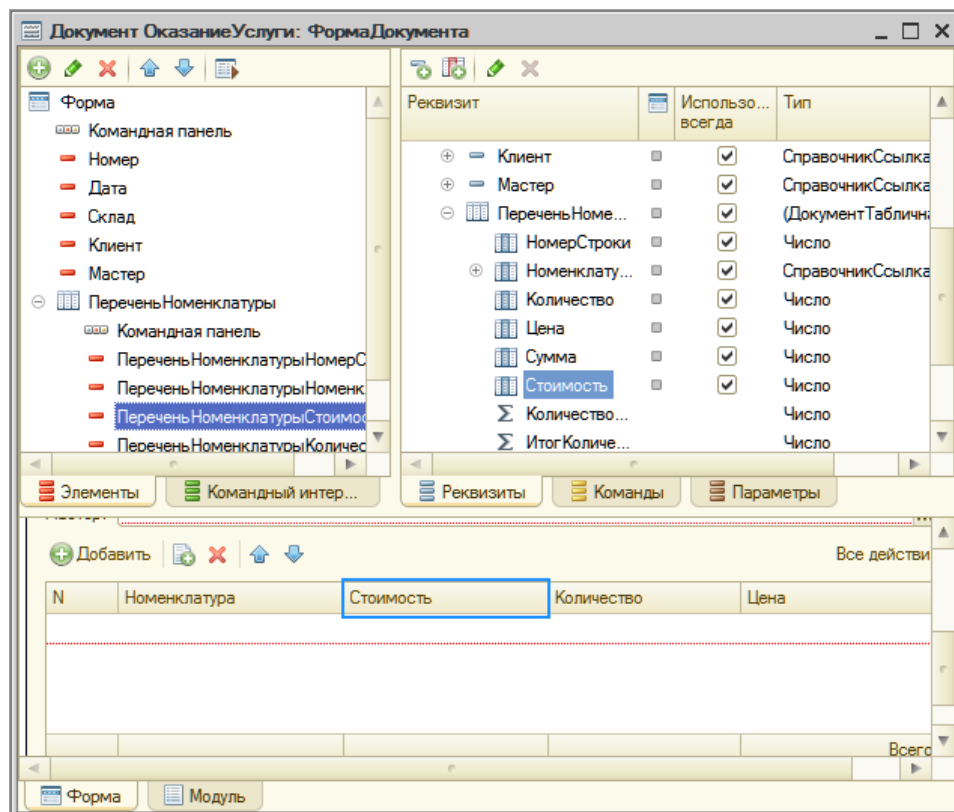 Документ ОказаниеУслуги: ФормаДокумента
Форма
Командная панель
Номер
Дата
Склад
Клиент
Мастер
ПереченьНоменклатуры
Командная панель
ПереченьНоменклатурыНомерС
ПереченьНоменклатурыНоменк
ПереченьНоменклатурыСтоимос
ПереченьНоменклатурыКоличес
Элементы Командный интер...
Реквизит Использо... всегда Тип
Клиент СправочникСсылка
Мастер СправочникСсылка
ПереченьНоме... (ДокументТаблична
НомерСтроки Число
Номенклату... СправочникСсылка
Количество Число
Цена Число
Сумма Число
Стоимость Число
Σ Количество... Число
Σ ИтогКоличе... Число
Реквизиты Команды Параметры
Добавить Все действи
N Номенклатура Стоимость Количество Цена
Всего
Форма Модуль